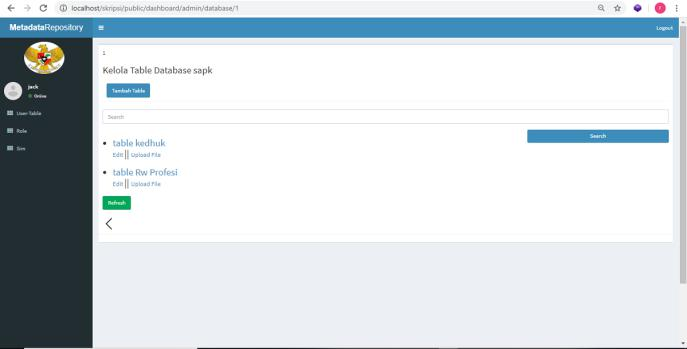 localhost/skripsi/public/dashboard/admin/database/1
MetadataRepository
Logout
jack
Online
User-Table
Role
Sim
1
Kelola Table Database sapk
Tambah Table
Search
Search
table kedhuk
Edit || Upload File
table Rw Profesi
Edit || Upload File
Refresh